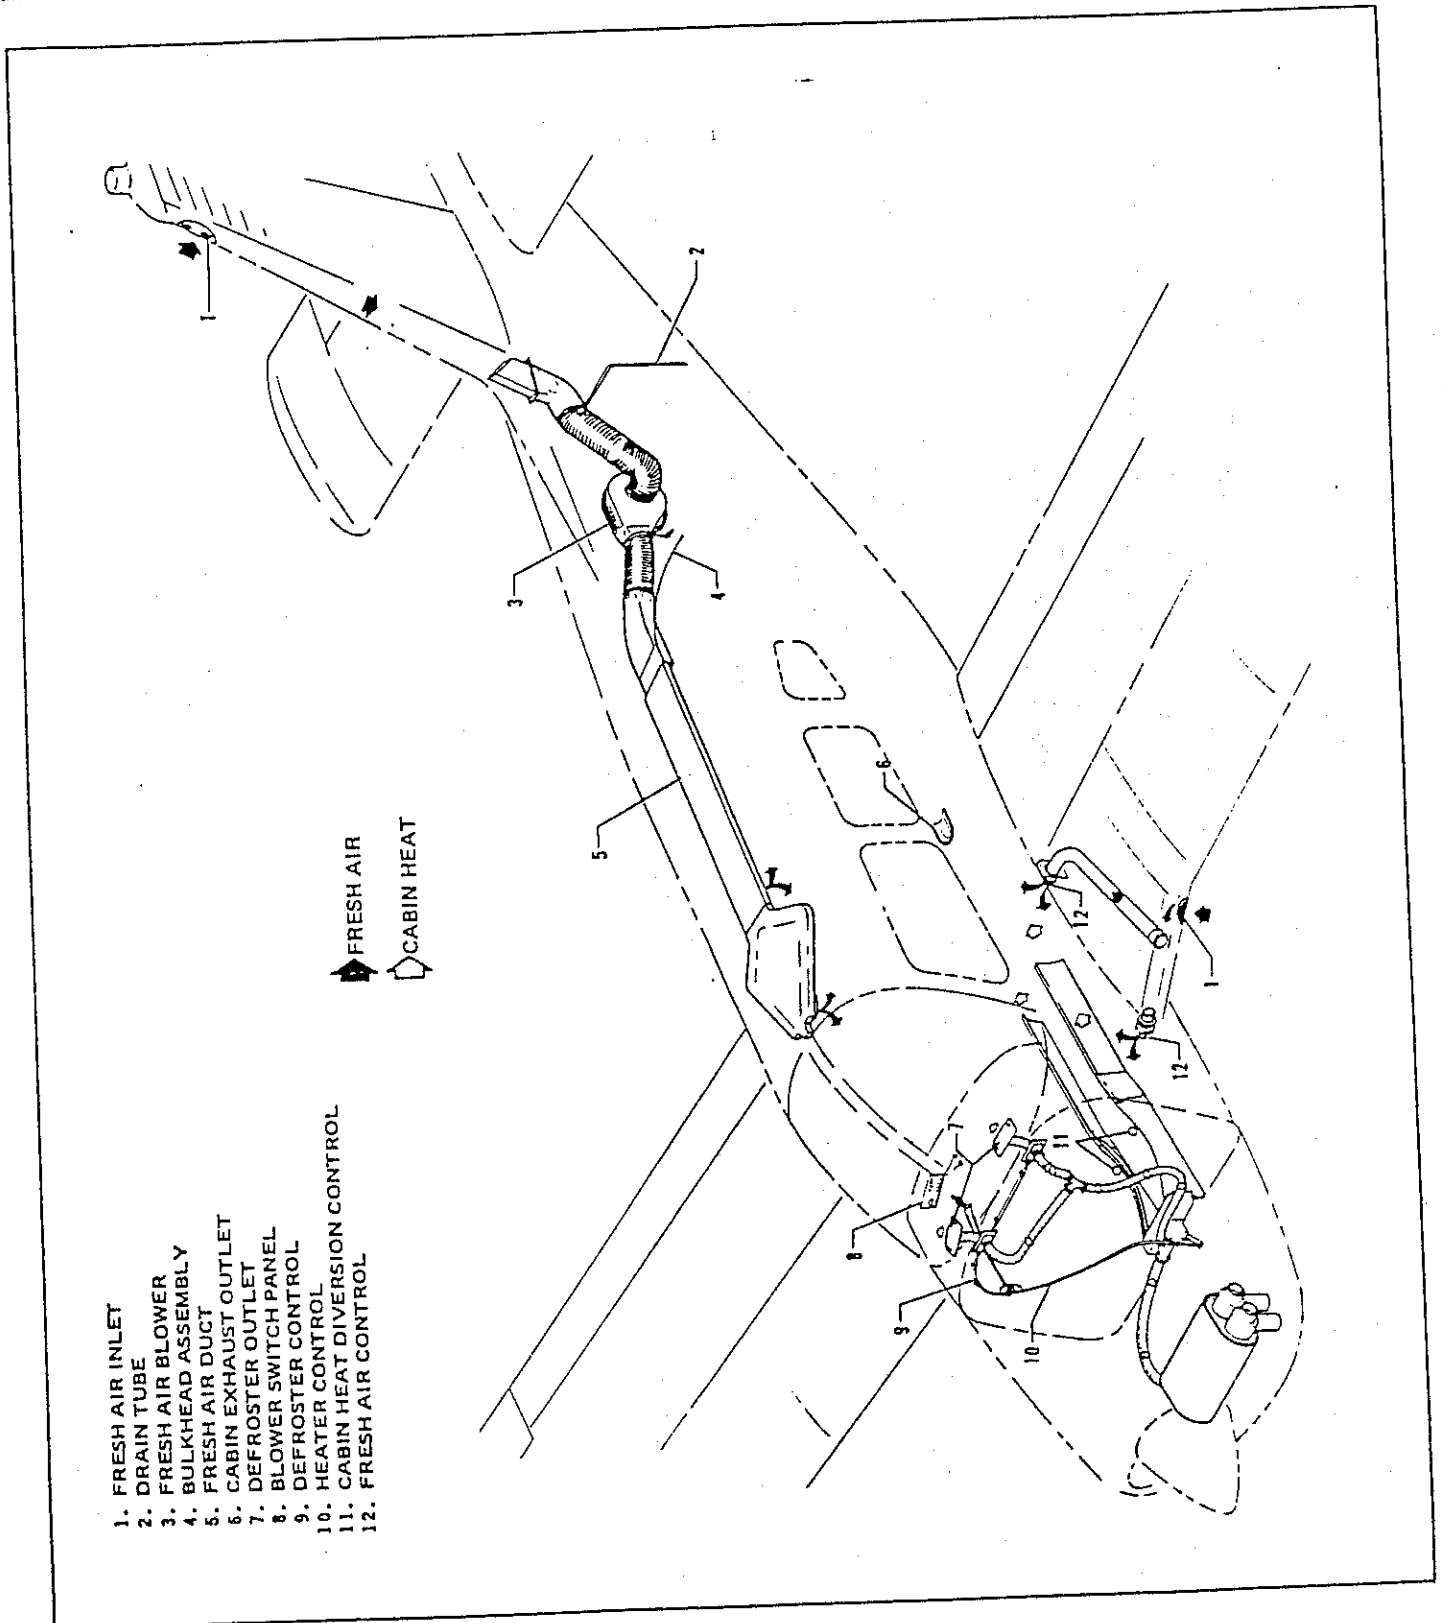 1. FRESH AIR INLET
2. DRAIN TUBE
3. FRESH AIR BLOWER
4. BULKHEAD ASSEMBLY
5. FRESH AIR DUCT
6. CABIN EXHAUST OUTLET
7. DEFROSTER OUTLET
8. BLOWER SWITCH PANEL
9. DEFROSTER CONTROL
10. HEATER CONTROL
11. CABIN HEAT DIVERSION CONTROL
12. FRESH AIR CONTROL
FRESH AIR
CABIN HEAT
1
2
3
4
5
6
7
8
9
10
11
12
12
1